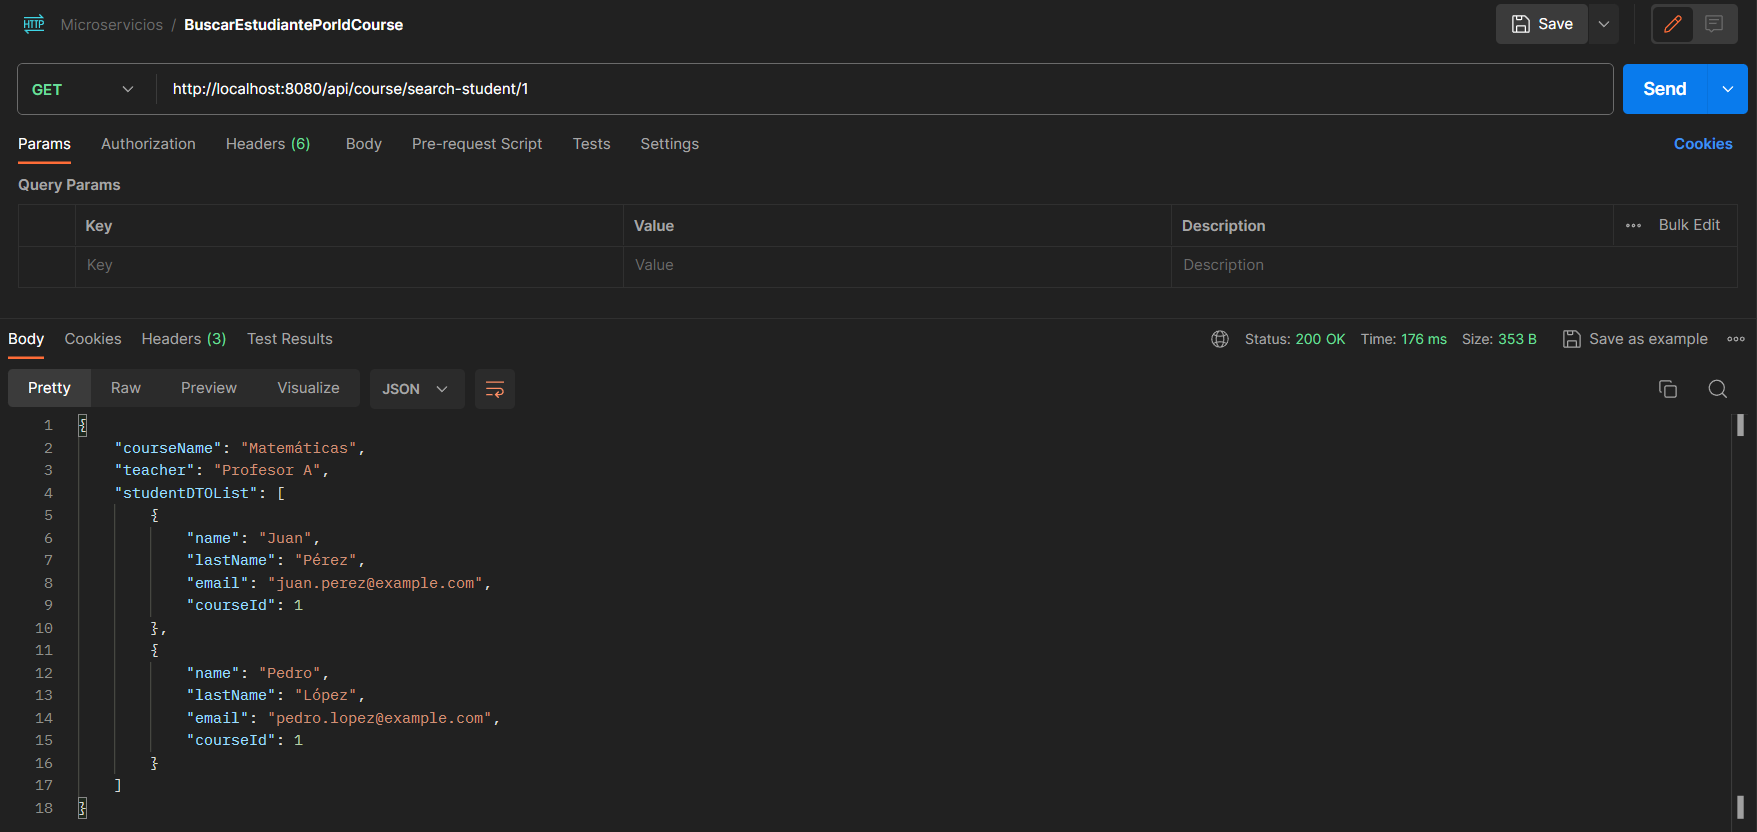 HTTP Microservicios / BuscarEstudiantePorIdCourse Save
GET http://localhost:8080/api/course/search-student/1 Send
Params Authorization Headers (6) Body Pre-request Script Tests Settings Cookies
Query Params
Key Value Description Bulk Edit
Key Value Description
Body Cookies Headers (3) Test Results Status: 200 OK Time: 176 ms Size: 353 B Save as example
Pretty Raw Preview Visualize JSON
1 {
2 "courseName": "Matemáticas",
3 "teacher": "Profesor A",
4 "studentDTOList": [
5 {
6 "name": "Juan",
7 "lastName": "Pérez",
8 "email": "juan.perez@example.com",
9 "courseId": 1
10 },
11 {
12 "name": "Pedro",
13 "lastName": "López",
14 "email": "pedro.lopez@example.com",
15 "courseId": 1
16 }
17 ]
18 }